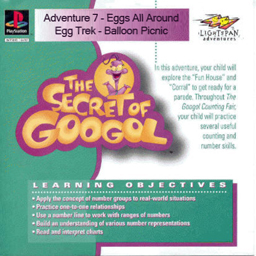 Adventure 7 - Eggs All Around
Egg Trek - Balloon Picnic
PlayStation
LIGHTSPAN
adventures
In this adventure, your child will
explore the "Fun House" and
"Corral" to get ready for a
parade. Throughout The
Googol Counting Fair,
your child will practice
several useful
counting and
number skills.
THE
SECRET OF
GOOGOL
LEARNING OBJECTIVES
• Apply the concept of number groups to real-world situations.
• Practice one-to-one relationships
• Use a number line to work with ranges of numbers
• Build an understanding of various number representations
• Read and interpret charts